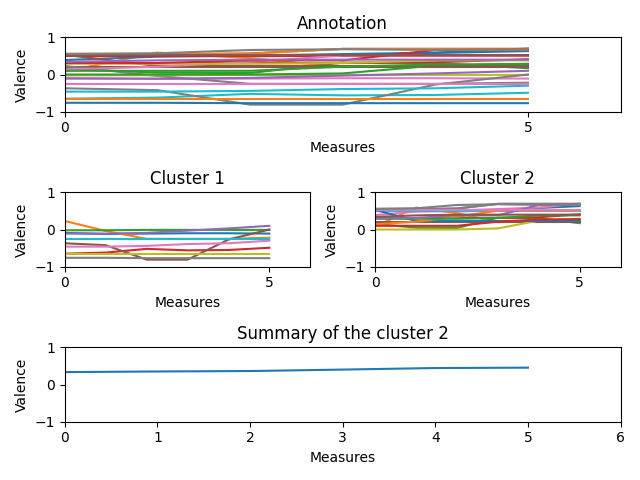 Annotation
1
0
−1
Valence
0
5
Measures
Cluster 1
1
0
−1
Valence
0
5
Measures
Cluster 2
1
0
−1
Valence
0
5
Measures
Summary of the cluster 2
1
0
−1
Valence
0 1 2 3 4 5 6
Measures